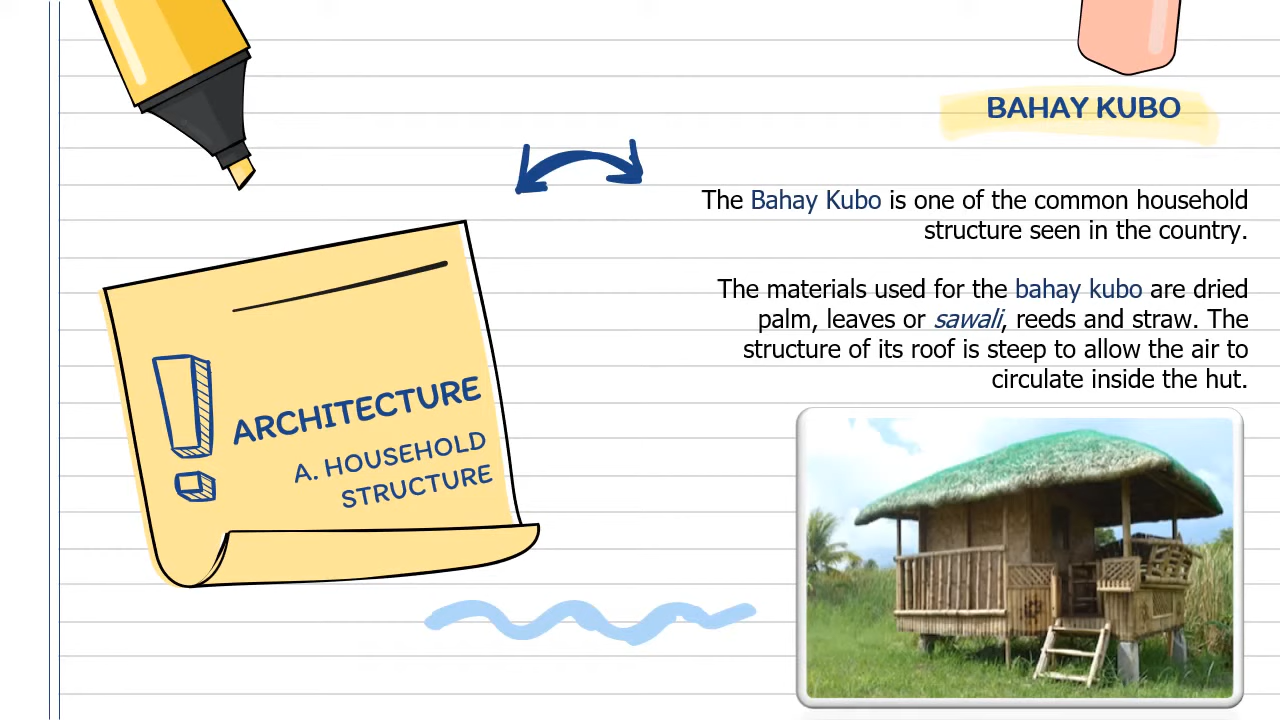 BAHAY KUBO
The Bahay Kubo is one of the common household
structure seen in the country.
The materials used for the bahay kubo are dried
palm, leaves or sawali, reeds and straw. The
structure of its roof is steep to allow the air to
circulate inside the hut.
ARCHITECTURE
A. HOUSEHOLD
STRUCTURE